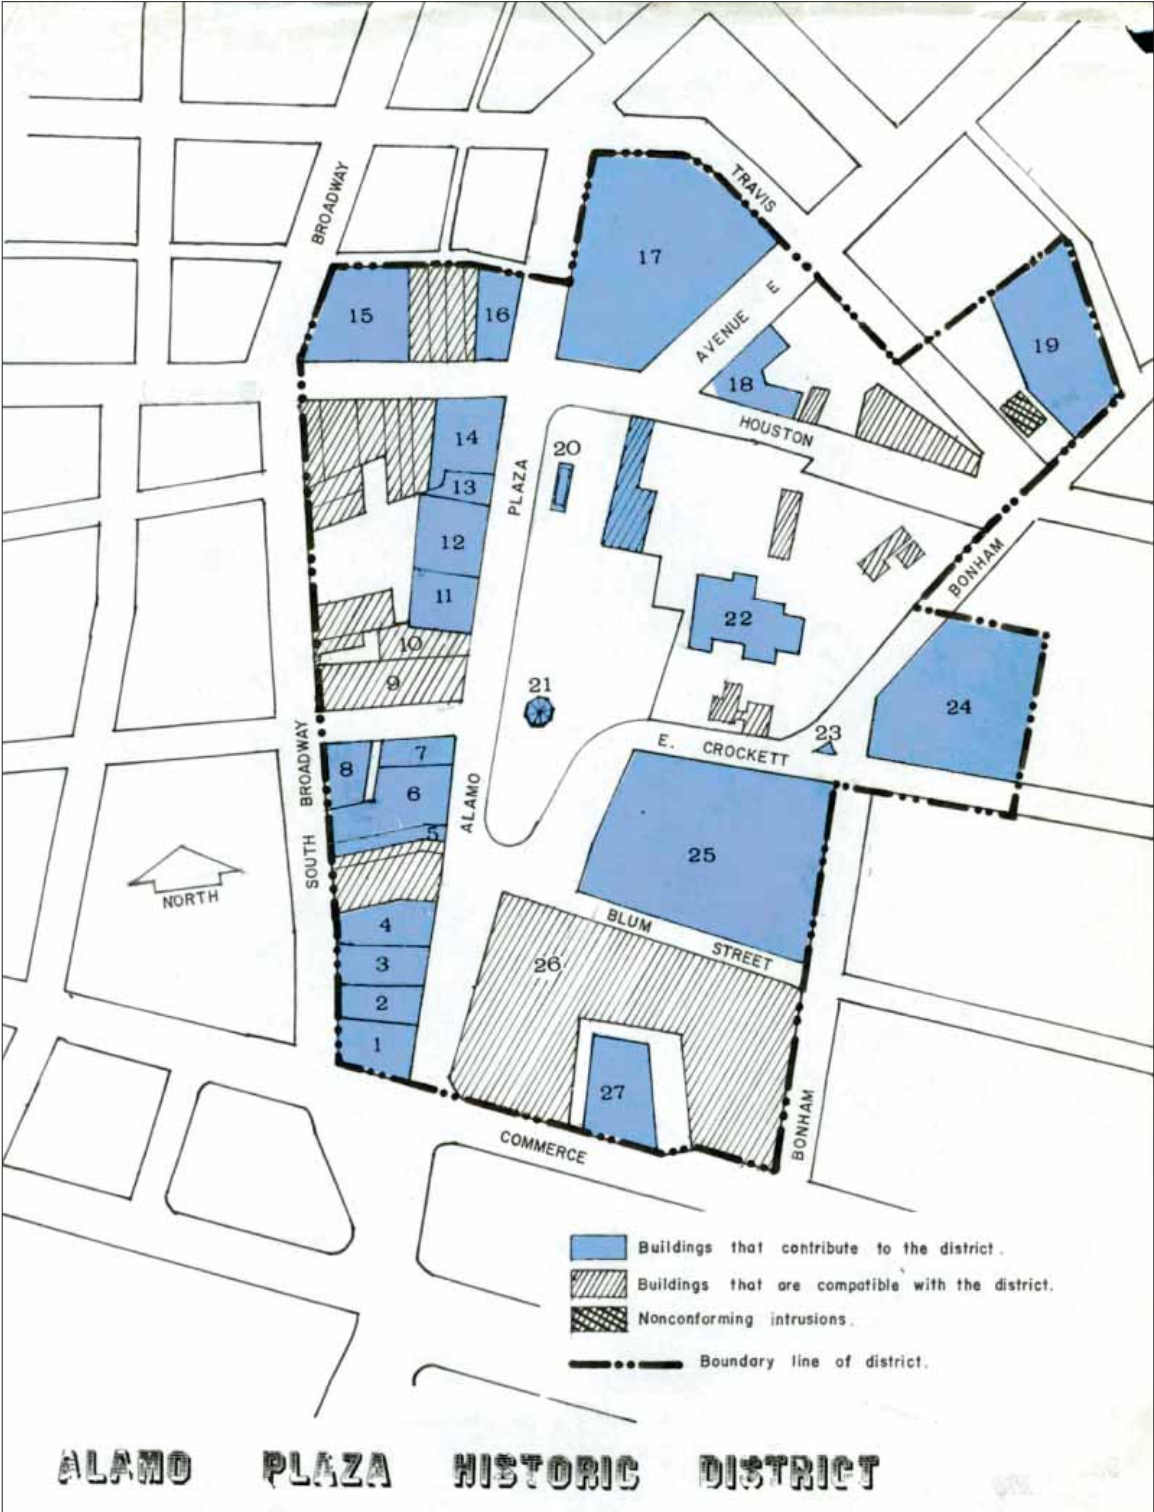 TRAVIS
BROADWAY
17
AVENUE E
15
16
19
18
HOUSTON
14
20
13
PLAZA
12
BONHAM
11
22
10
9
21
24
23
E. CROCKETT
SOUTH BROADWAY
8
7
6
ALAMO
5
25
NORTH
4
BLUM STREET
3
26
2
1
27
BONHAM
COMMERCE
Buildings that contribute to the district.
Buildings that are compatible with the district.
Nonconforming intrusions.
Boundary line of district.
ALAMO PLAZA HISTORIC DISTRICT